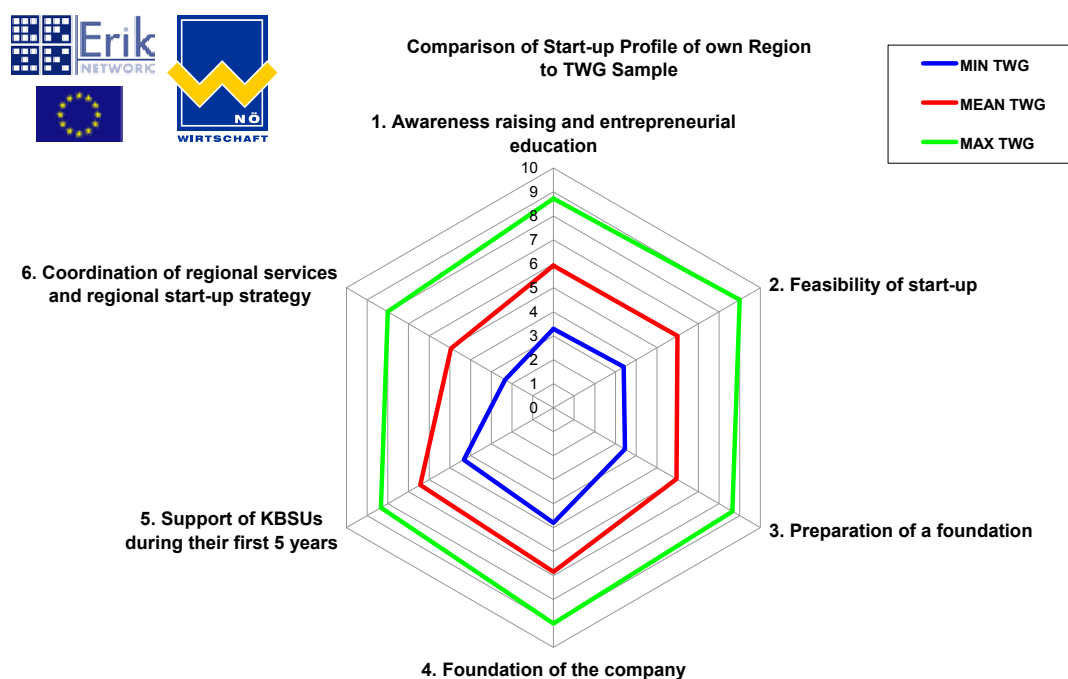 Erik
NETWORK
NÖ
WIRTSCHAFT
Comparison of Start-up Profile of own Region
to TWG Sample
MIN TWG
MEAN TWG
MAX TWG
1. Awareness raising and entrepreneurial
education
10
9
8
7
6
5
4
3
2
1
0
2. Feasibility of start-up
3. Preparation of a foundation
4. Foundation of the company
5. Support of KBSUs
during their first 5 years
6. Coordination of regional services
and regional start-up strategy